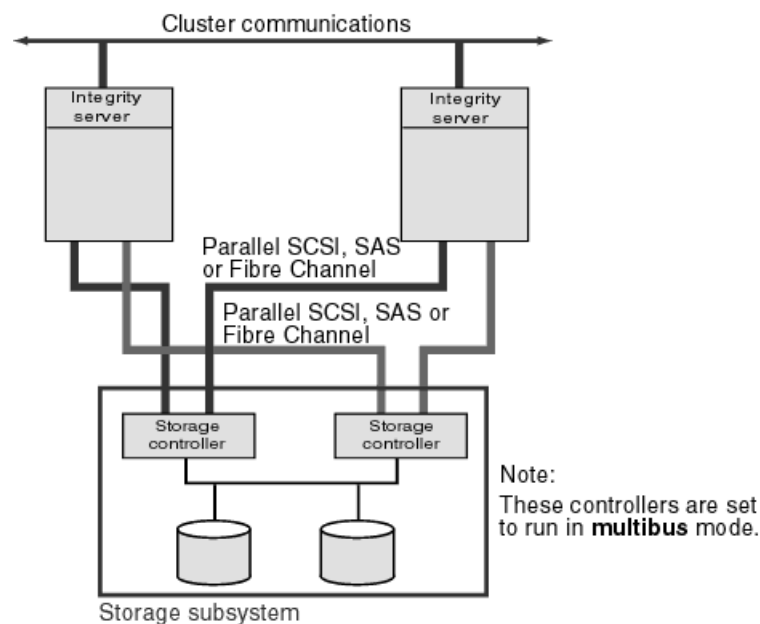 Cluster communications
Integrity
server
Integrity
server
Parallel SCSI, SAS
or Fibre Channel
Parallel SCSI, SAS or
Fibre Channel
Storage
controller
Storage
controller
Note:
These controllers are set
to run in multibus mode.
Storage subsystem